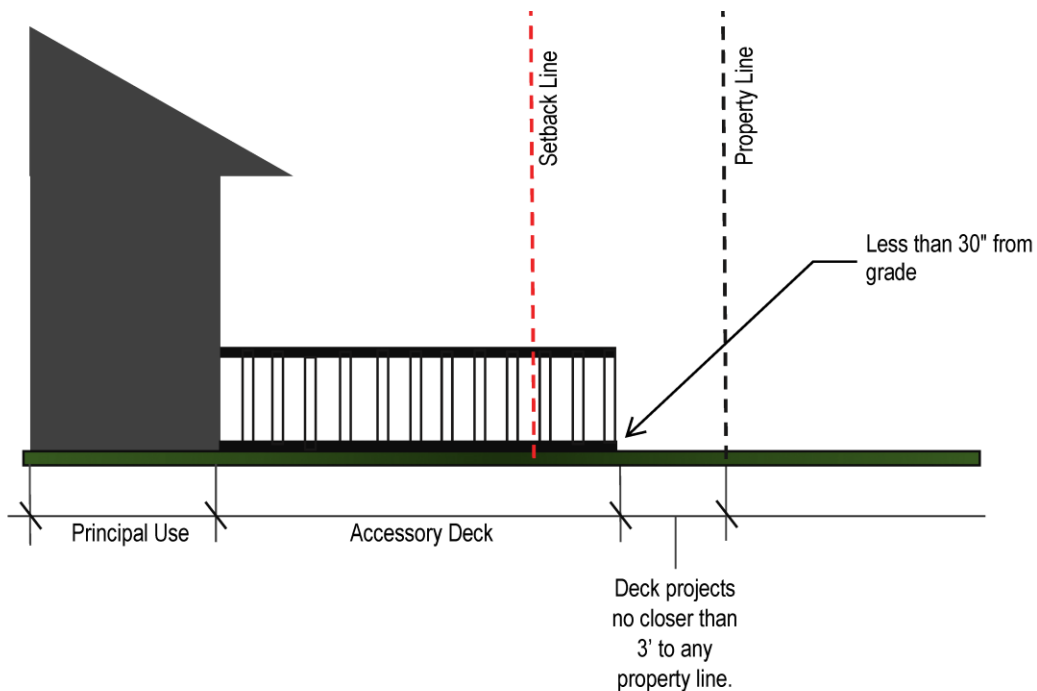 Setback Line
Property Line
Less than 30" from
grade
Principal Use
Accessory Deck
Deck projects
no closer than
3’ to any
property line.